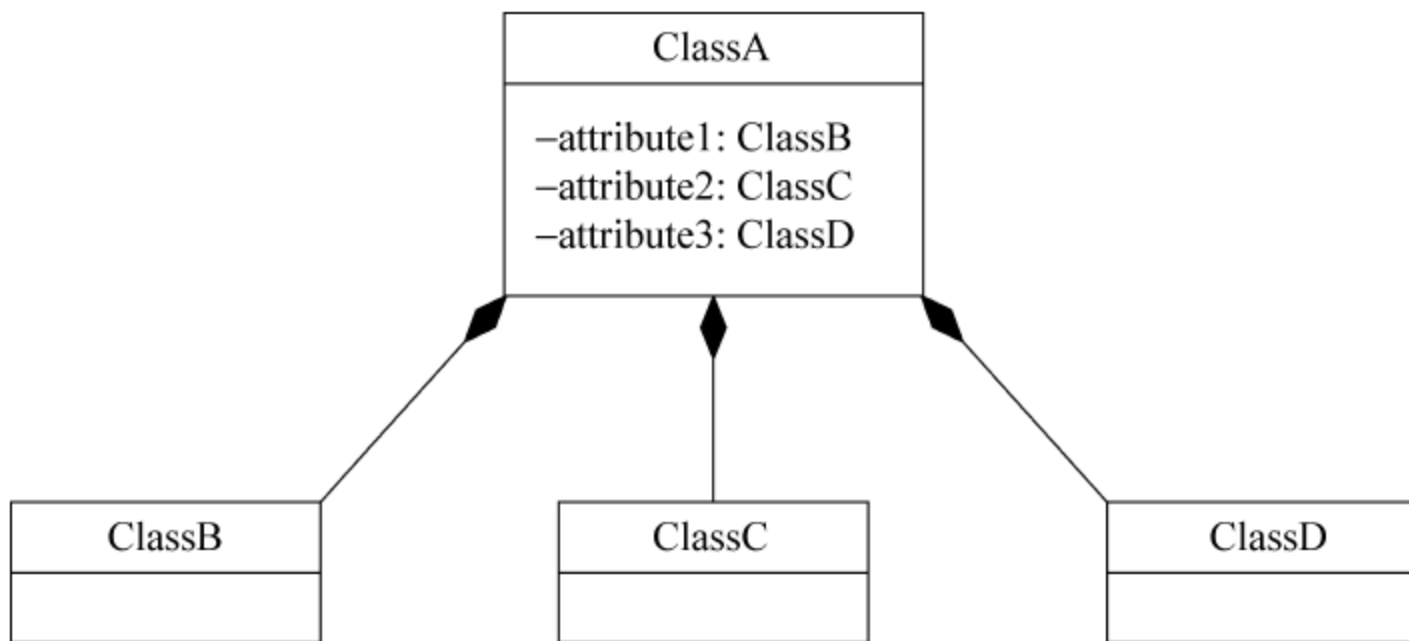 ClassA
–attribute1: ClassB
–attribute2: ClassC
–attribute3: ClassD
ClassB
ClassC
ClassD